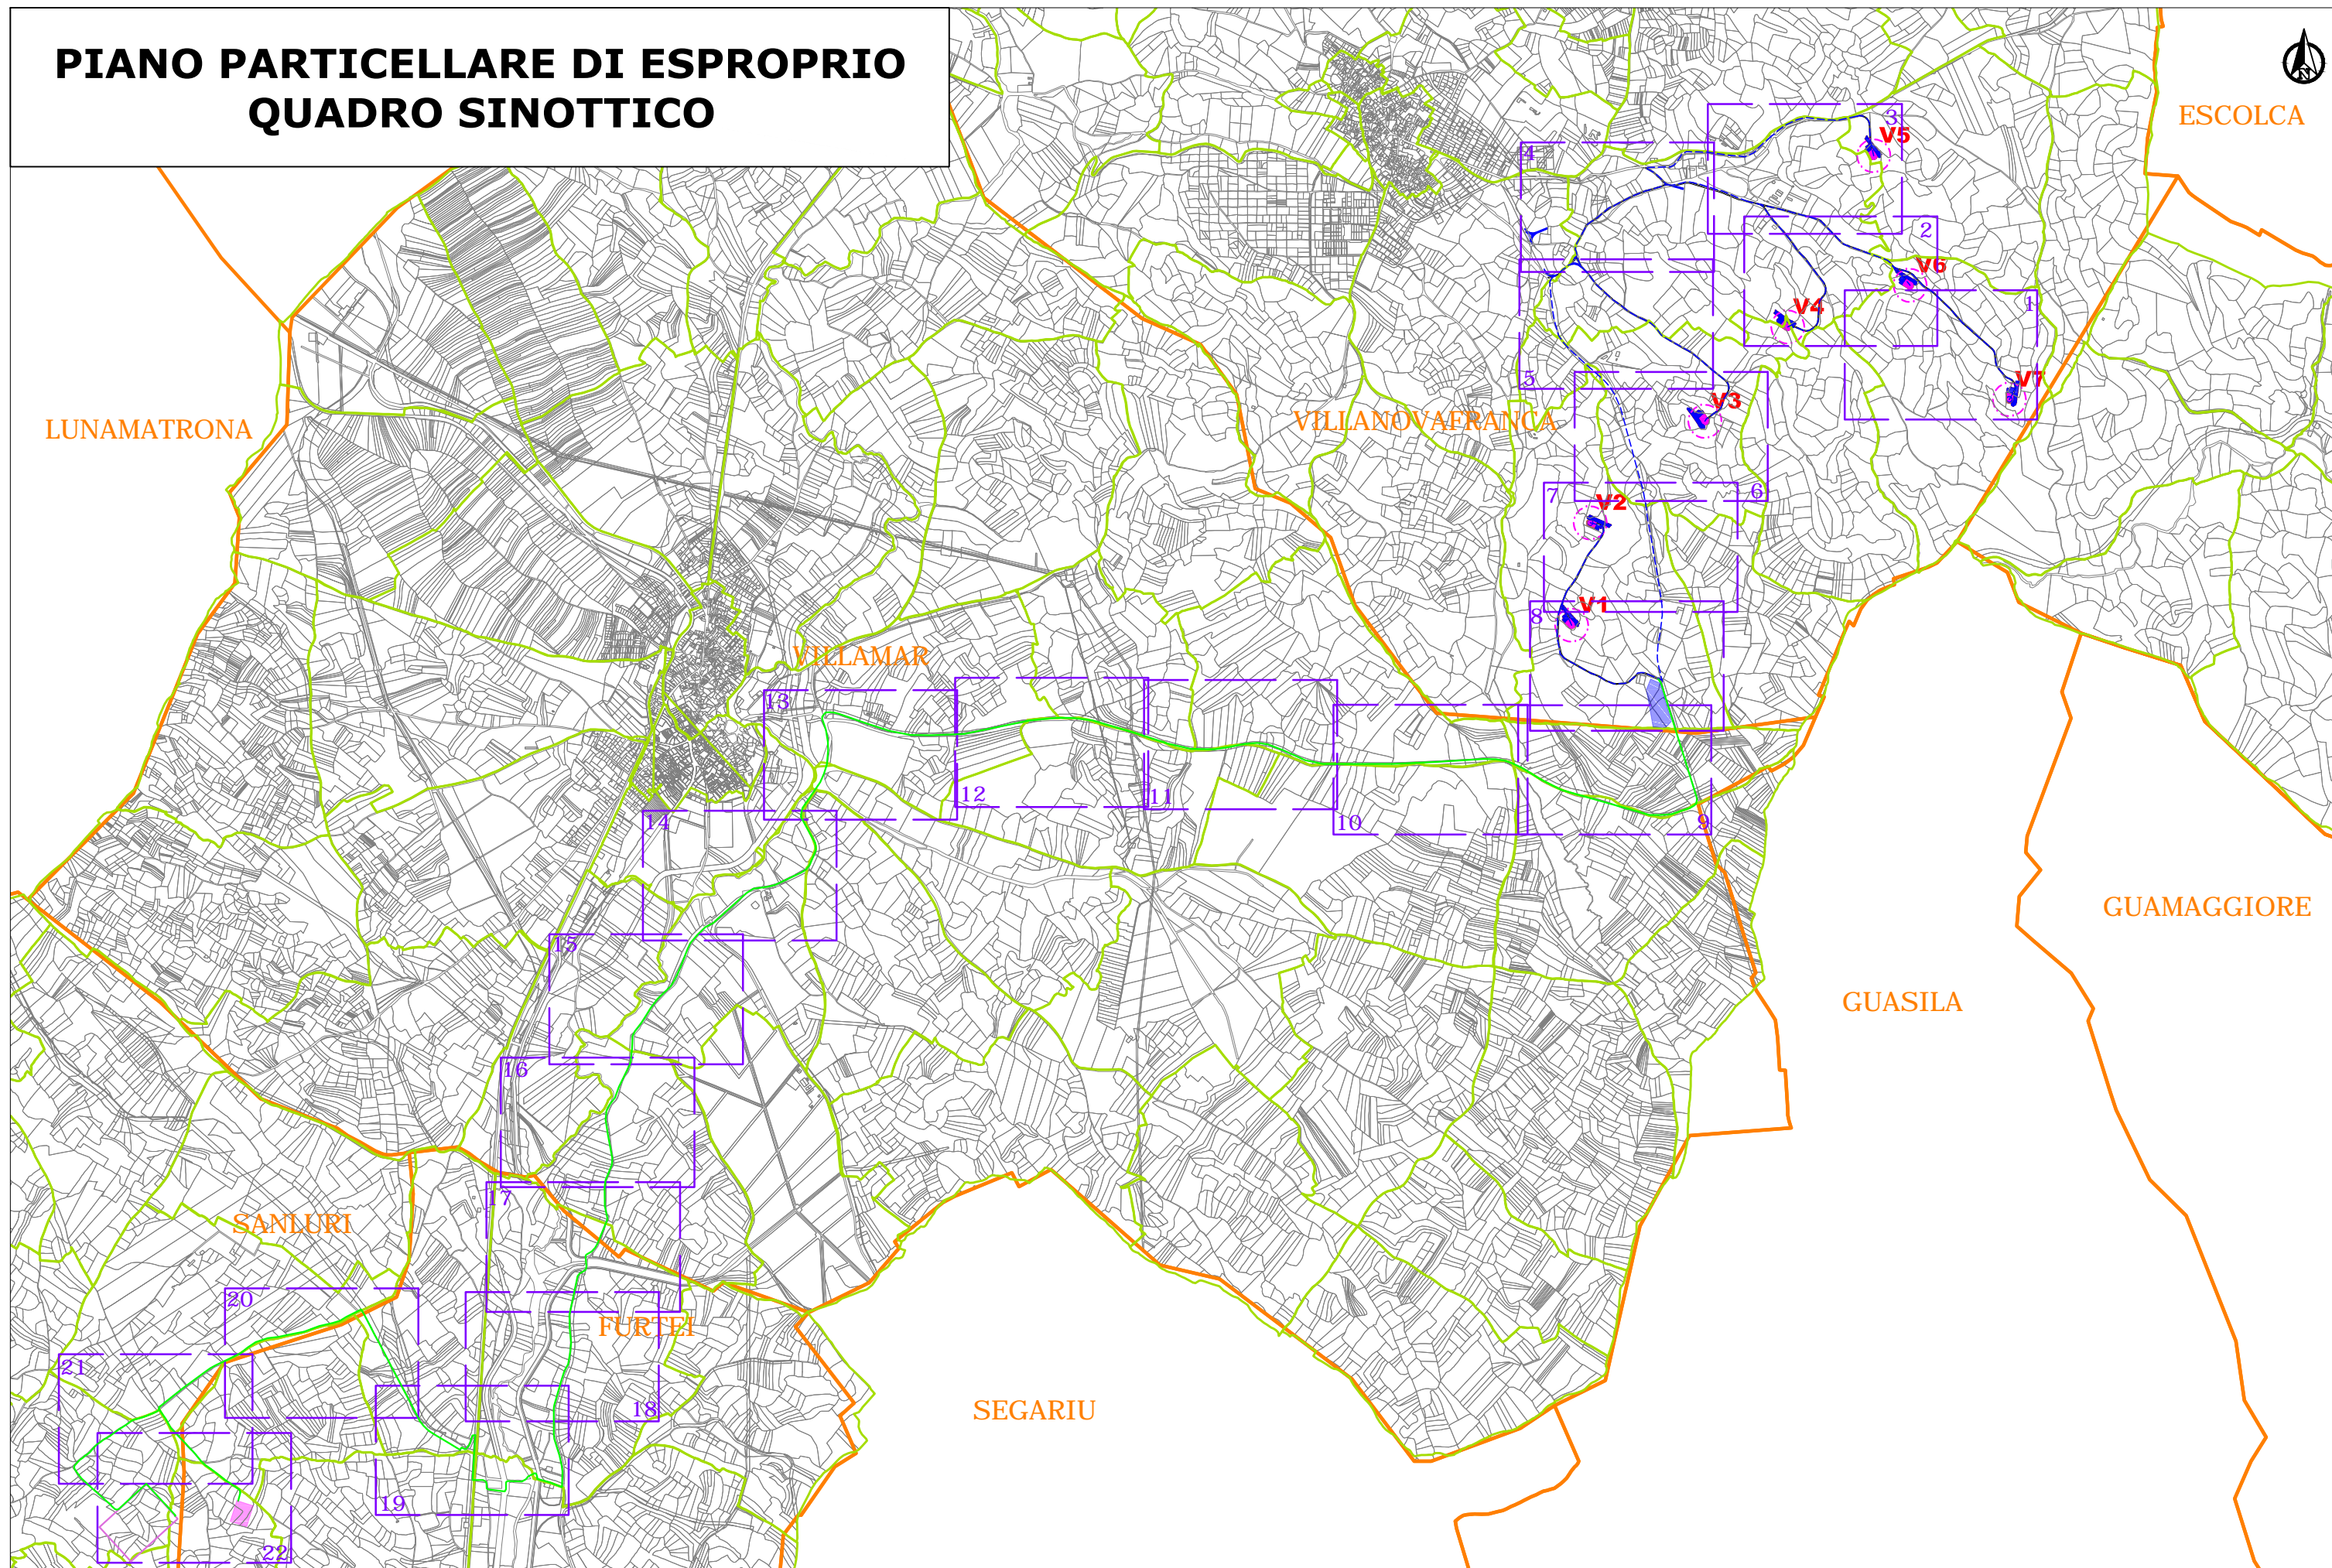 PIANO PARTICELLARE DI ESPROPRIO
QUADRO SINOTTICO
N
ESCOLCA
3
V5
4
2
V6
1
V4
V7
5
V3
LUNAMATRONA
VILLANOVAFRANCA
7
6
V2
V1
8
VILLAMAR
13
12
11
10
9
14
GUAMAGGIORE
15
GUASILA
16
17
SANLURI
20
FURTEI
21
18
SEGARIU
19
22